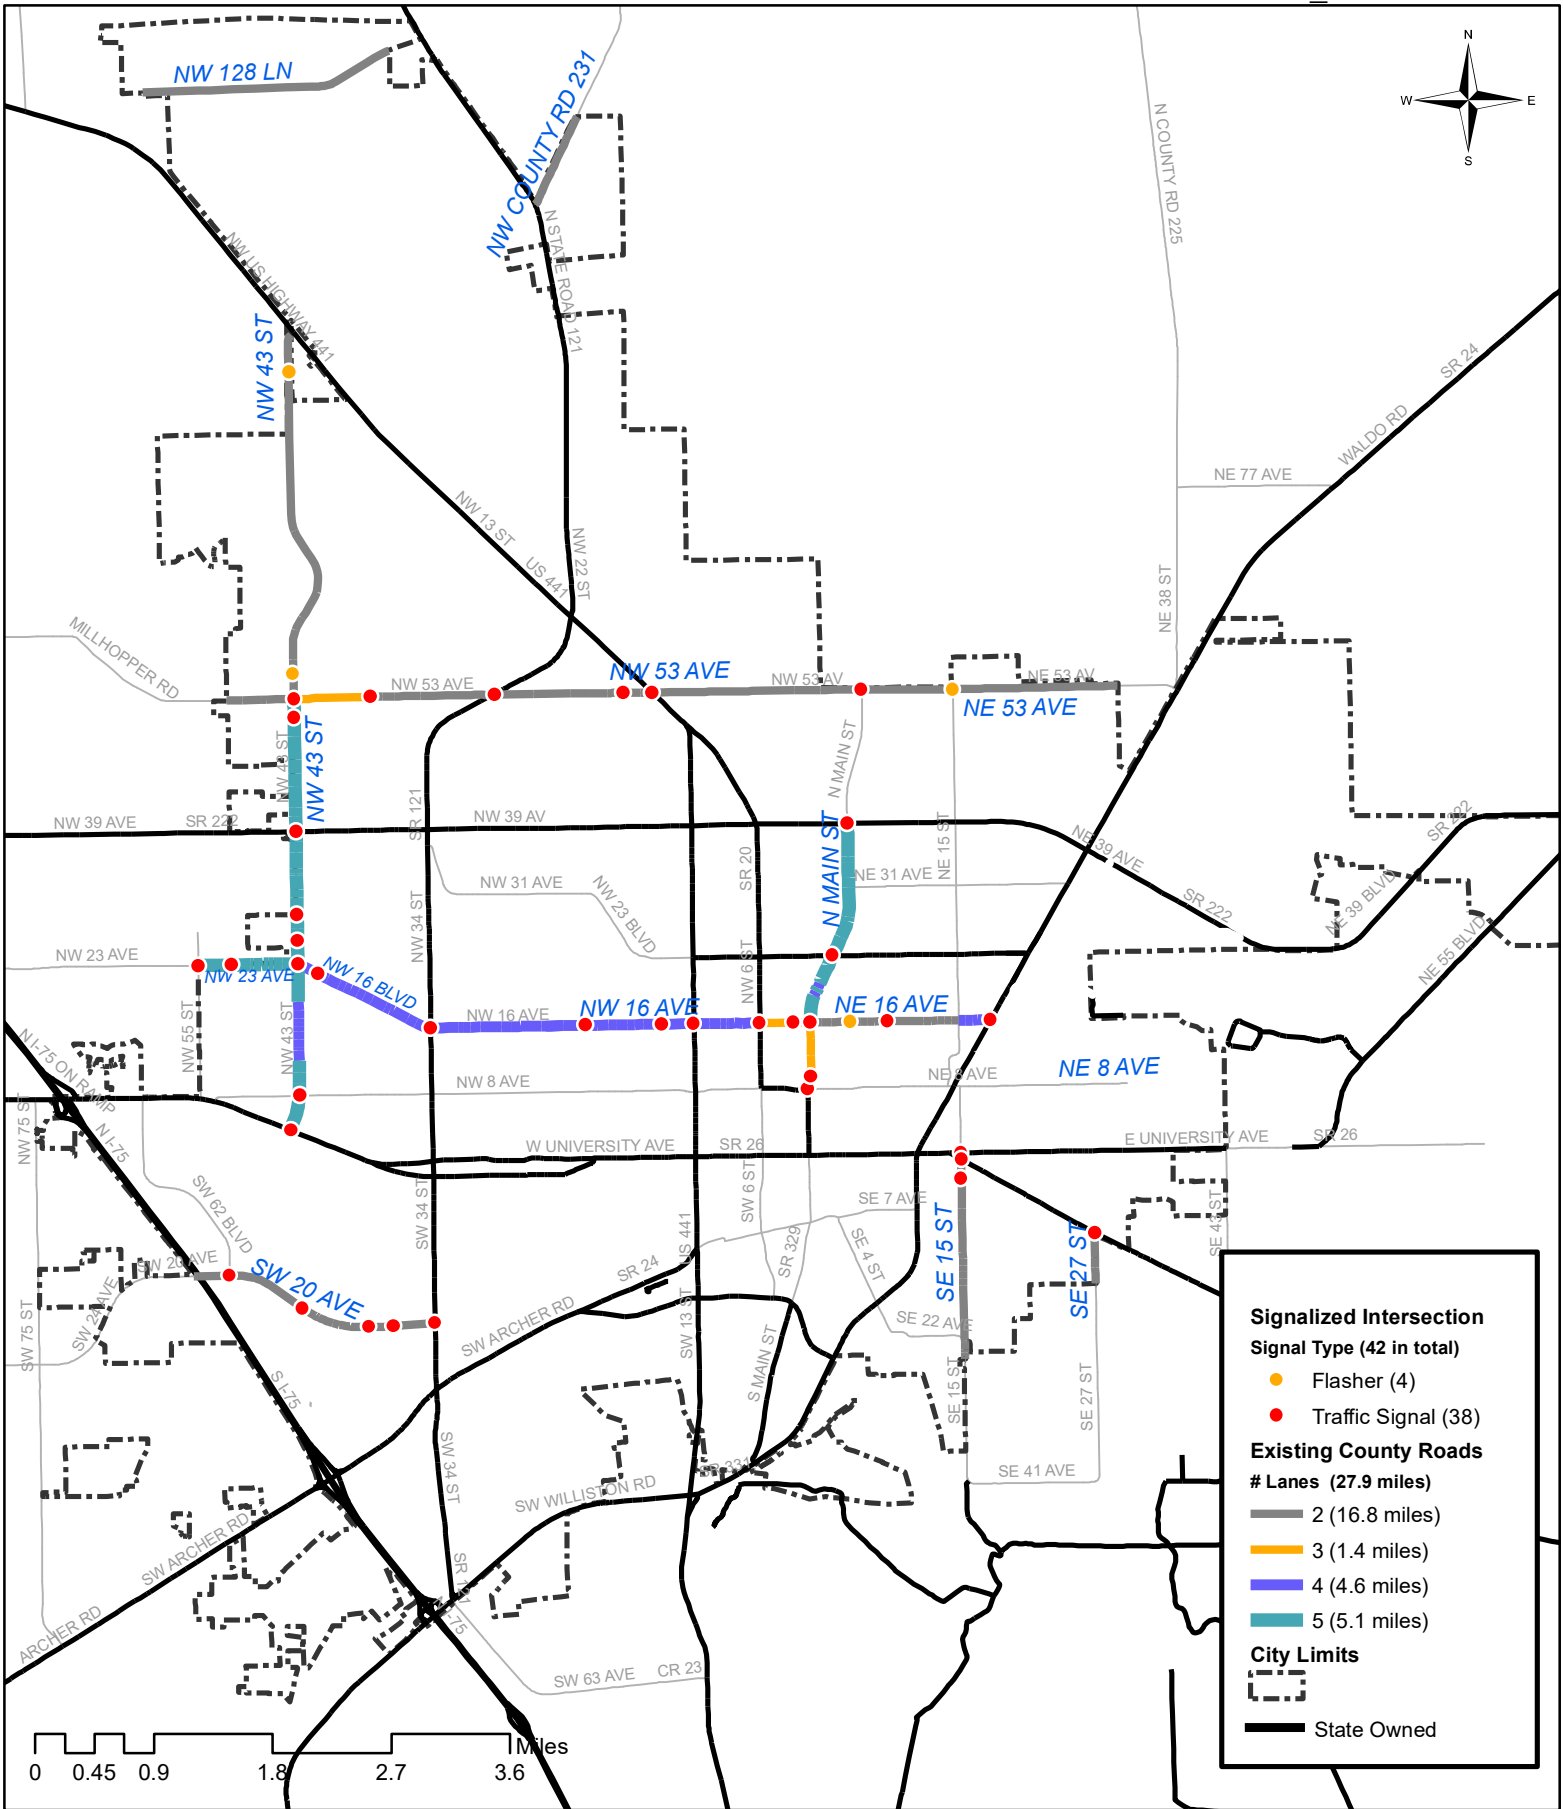 N
W
E
S
NW 128 LN
NW COUNTY RD 231
N COUNTY RD 225
N STATE ROAD 121
NW US HIGHWAY 441
NW 43 ST
SR 24
WALDO RD
NE 77 AVE
NW 13 ST
US 441
NW 22 ST
NE 38 ST
MILLHOPPER RD
NW 53 AVE
NW 53 AVE
NW 53 AV
NE 53 AV
NE 53 AVE
NW 43 ST
NW 43 ST
N MAIN ST
SR 121
NW 39 AVE
SR 222
NW 39 AV
N MAIN ST
NE 15 ST
NE 39 AVE
SR 222
SR 20
NE 31 AVE
NW 31 AVE
NW 23 BLVD
SR 222
NE 39 BLVD
NE 55 BLVD
NW 34 ST
NW 23 AVE
NW 23 AVE
NW 16 BLVD
NW 6 ST
NW 16 AVE
NW 16 AVE
NE 16 AVE
NW 55 ST
NW 43 ST
N I-75 ON RAMP
NW 8 AVE
NE 8 AVE
NE 8 AVE
NW 75 ST
N I-75
W UNIVERSITY AVE
SR 26
E UNIVERSITY AVE
SR 26
SW 62 BLVD
SW 34 ST
SW 6 ST
SE 7 AVE
SE 15 ST
SE 43 ST
US 441
SR 329
SE 4 ST
SE 27 ST
SW 20 AVE
SW 20 AVE
SR 24
SW 24 AVE
SW 75 ST
SW ARCHER RD
SW 13 ST
SE 22 AVE
S MAIN ST
S I-75
SE 15 ST
SE 27 ST
SW 34 ST
SR 331
SE 41 AVE
SW WILLISTON RD
SW ARCHER RD
ARCHER RD
SR 121
I-75
SW 63 AVE
CR 23
Signalized Intersection
Signal Type (42 in total)
Flasher (4)
Traffic Signal (38)
Existing County Roads
# Lanes (27.9 miles)
2 (16.8 miles)
3 (1.4 miles)
4 (4.6 miles)
5 (5.1 miles)
City Limits
State Owned
Miles
0 0.45 0.9 1.8 2.7 3.6